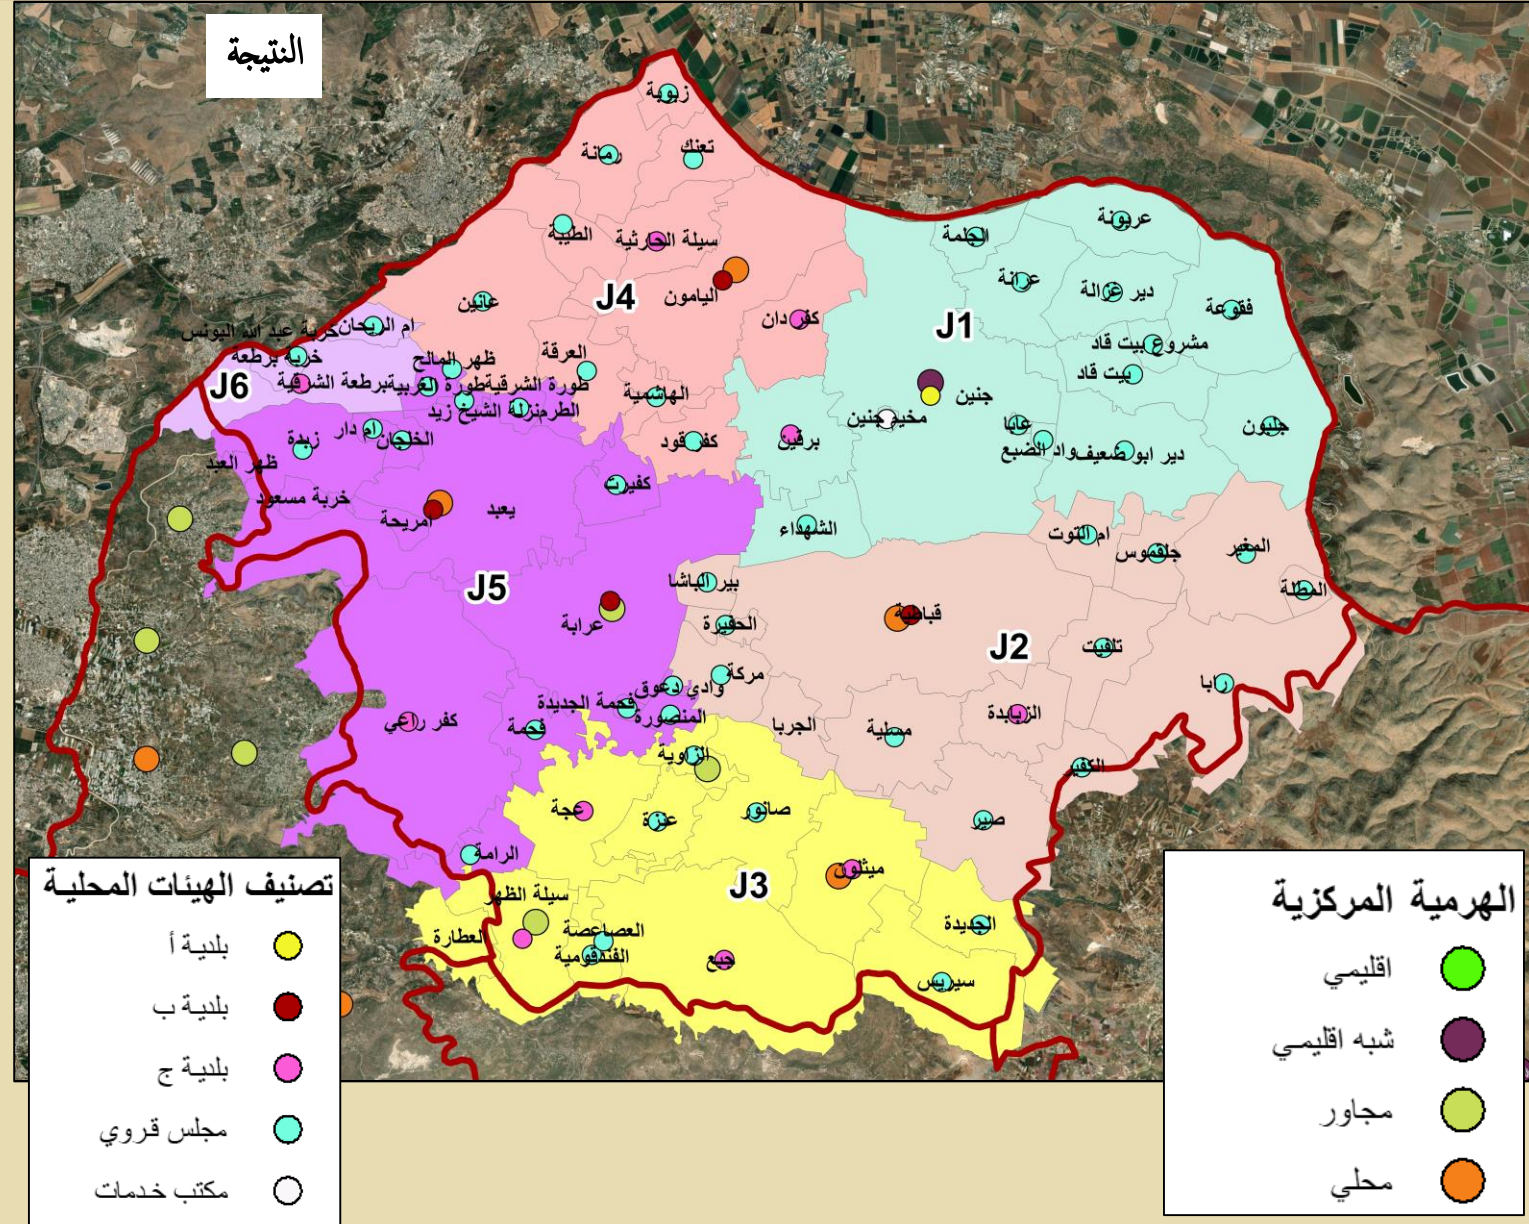 النتيجة
زبوبة
رمانة
تعنك
الطيبة
سيلة الحارثية
اليامون
J4
عانين
كفر دان
العرقة
الهاشمية
كفر قود
عربونة
الجلمة
عرانة
دير غزالة
فقوعة
J1
مشروع بيت قاد
بيت قاد
جنين
مخيم جنين
برقين
عابا
واد الضبع
دير ابو ضعيف
جلبون
الشهداء
ام الريحان
خربة عبد الله اليونس
خربة برطعة
برطعة الشرقية
J6
ظهر المالح
طورة الغربية
طورة الشرقية
نزلة الشيخ زيد
الطرم
ام دار
الخلجان
زبدة
ظهر العبد
خربة مسعود
امريحة
يعبد
كفيرت
J5
عرابة
ام التوت
جلقموس
المغير
المطلة
بير الباشا
الحفيرة
قباطية
J2
تلفيت
رابا
مركة
وادي دعوق
فحمة الجديدة
المنصورة
فحمة
كفر راعي
الجربا
مسلية
الزبابدة
الكفير
صير
الزاوية
عجة
عنزة
صانور
ميثلون
الرامة
J3
سيلة الظهر
العطارة
العصاعصة
الفندقومية
جبع
الجديدة
سيريس
تصنيف الهيئات المحلية
بلدية أ
بلدية ب
بلدية ج
مجلس قروي
مكتب خدمات
الهرمية المركزية
اقليمي
شبه اقليمي
مجاور
محلي